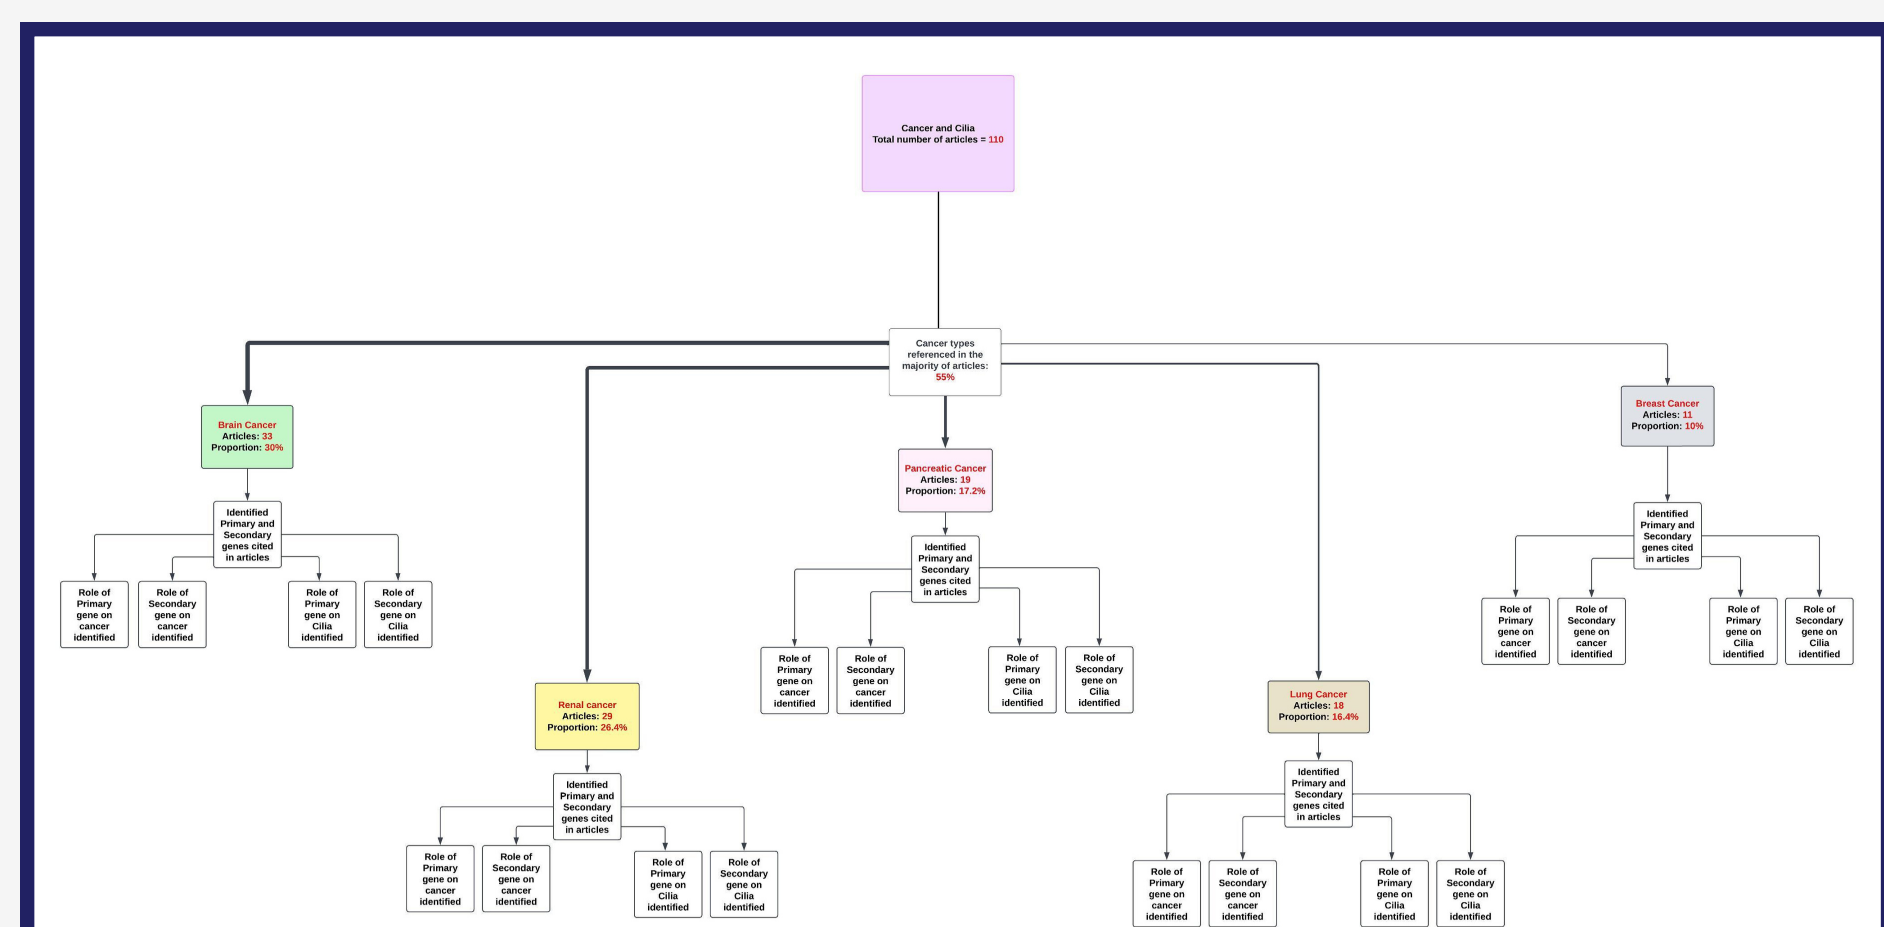 Cancer and Cilia
Total number of articles = 110
Cancer types
referenced in the
majority of articles:
55%
Brain Cancer
Articles: 33
Proportion: 30%
Identified
Primary and
Secondary
genes cited
in articles
Role of
Primary
gene on
cancer
identified
Role of
Secondary
gene on
cancer
identified
Role of
Primary
gene on
Cilia
identified
Role of
Secondary
gene on
Cilia
identified
Renal cancer
Articles: 29
Proportion: 26.4%
Identified
Primary and
Secondary
genes cited
in articles
Role of
Primary
gene on
cancer
identified
Role of
Secondary
gene on
cancer
identified
Role of
Primary
gene on
Cilia
identified
Role of
Secondary
gene on
Cilia
identified
Pancreatic Cancer
Articles: 19
Proportion: 17.2%
Identified
Primary and
Secondary
genes cited
in articles
Role of
Primary
gene on
cancer
identified
Role of
Secondary
gene on
cancer
identified
Role of
Primary
gene on
Cilia
identified
Role of
Secondary
gene on
Cilia
identified
Lung Cancer
Articles: 18
Proportion: 16.4%
Identified
Primary and
Secondary
genes cited
in articles
Role of
Primary
gene on
cancer
identified
Role of
Secondary
gene on
cancer
identified
Role of
Primary
gene on
Cilia
identified
Role of
Secondary
gene on
Cilia
identified
Breast Cancer
Articles: 11
Proportion: 10%
Identified
Primary and
Secondary
genes cited
in articles
Role of
Primary
gene on
cancer
identified
Role of
Secondary
gene on
cancer
identified
Role of
Primary
gene on
Cilia
identified
Role of
Secondary
gene on
Cilia
identified